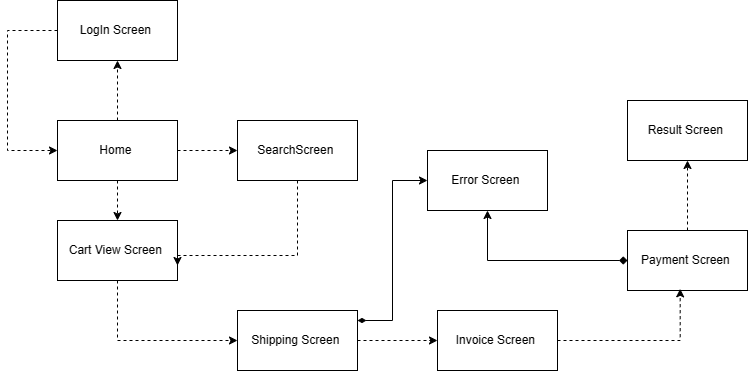 LogIn Screen
Home
SearchScreen
Result Screen
Error Screen
Cart View Screen
Payment Screen
Shipping Screen
Invoice Screen